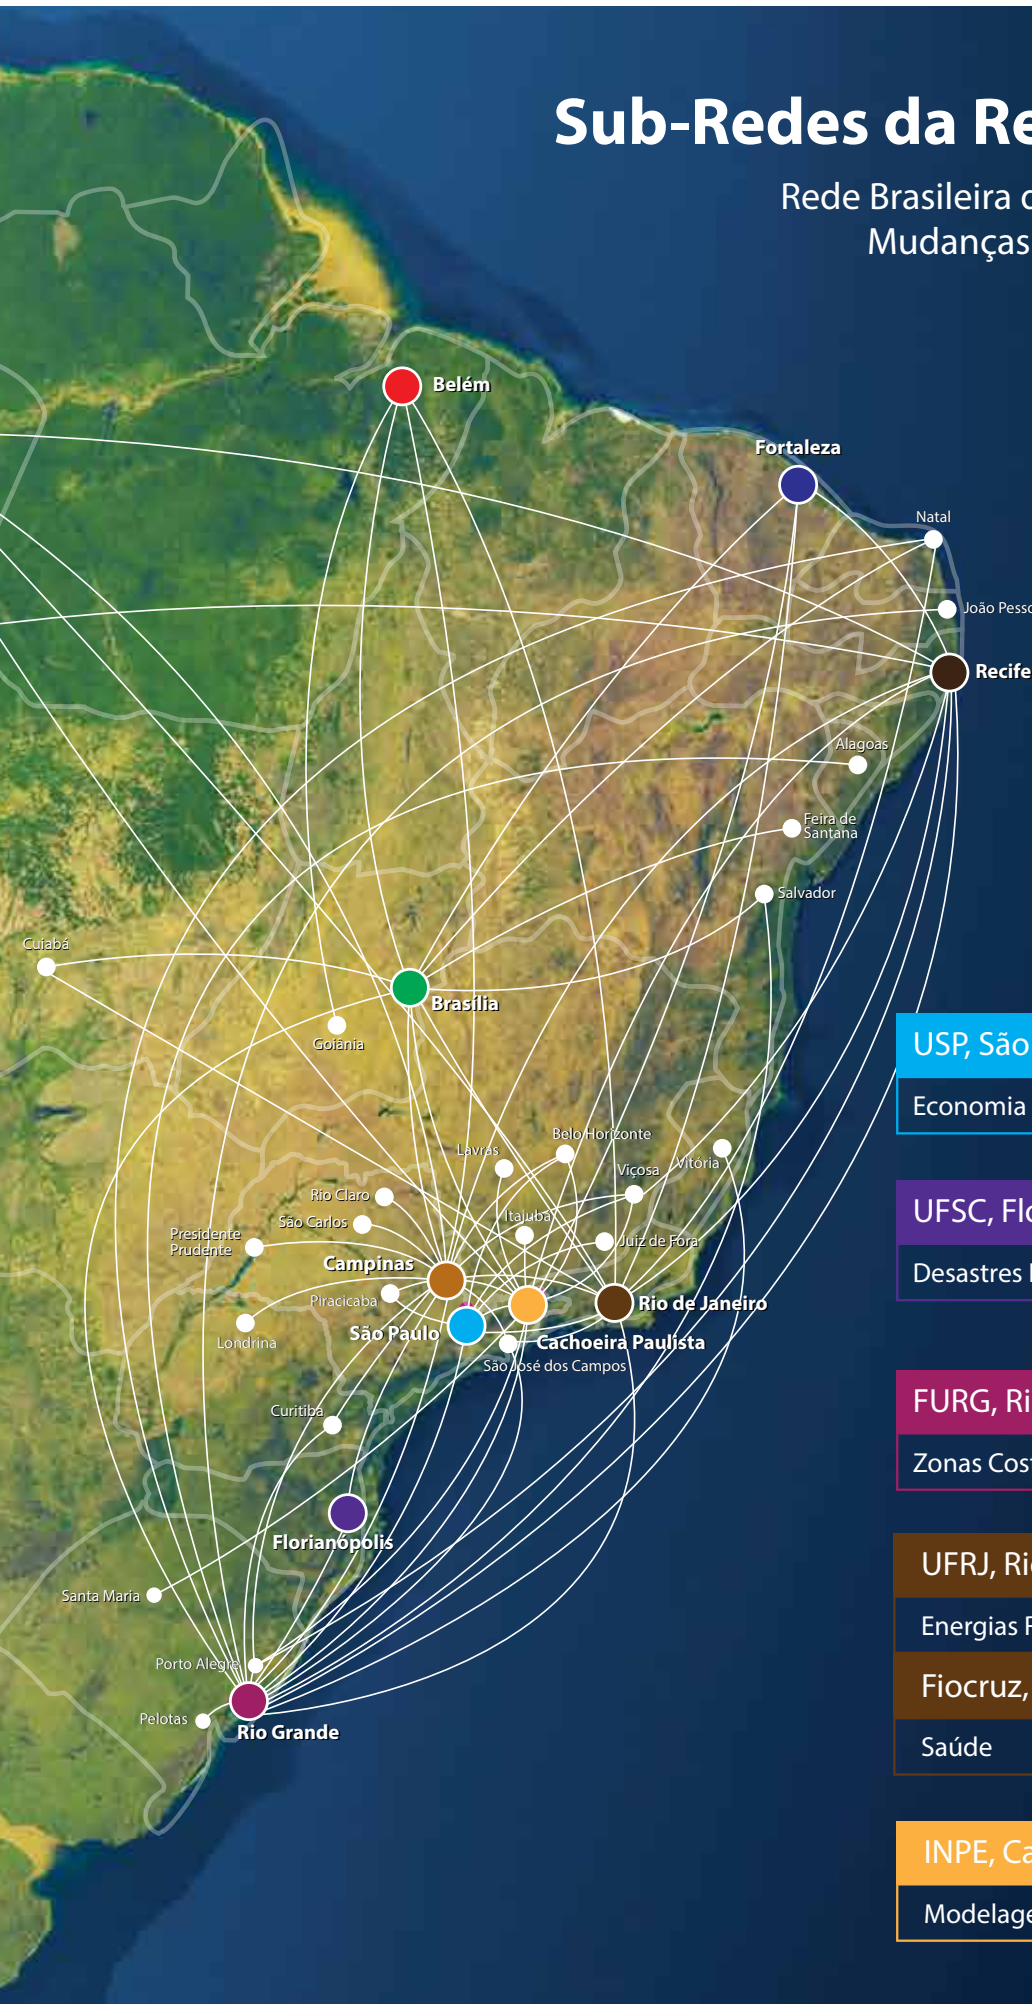 Sub-Redes da Re
Rede Brasileira d
Mudanças
Belém
Fortaleza
Natal
João Pesso
Recife
Alagoas
Feira de
Santana
Salvador
Cuiabá
Brasília
Goiânia
USP, São
Economia
Belo Horizonte
Lavras
Viçosa
Vitória
Rio Claro
UFSC, Flo
Itajubá
São Carlos
Presidente
Prudente
Juiz de Fora
Campinas
Desastres
Piracicaba
Rio de Janeiro
São Paulo
Londrina
Cachoeira Paulista
São José dos Campos
FURG, Ri
Curitiba
Zonas Cost
Florianópolis
UFRJ, Rio
Santa Maria
Energias R
Porto Alegre
Fiocruz,
Pelotas
Rio Grande
Saúde
INPE, Ca
Modelage